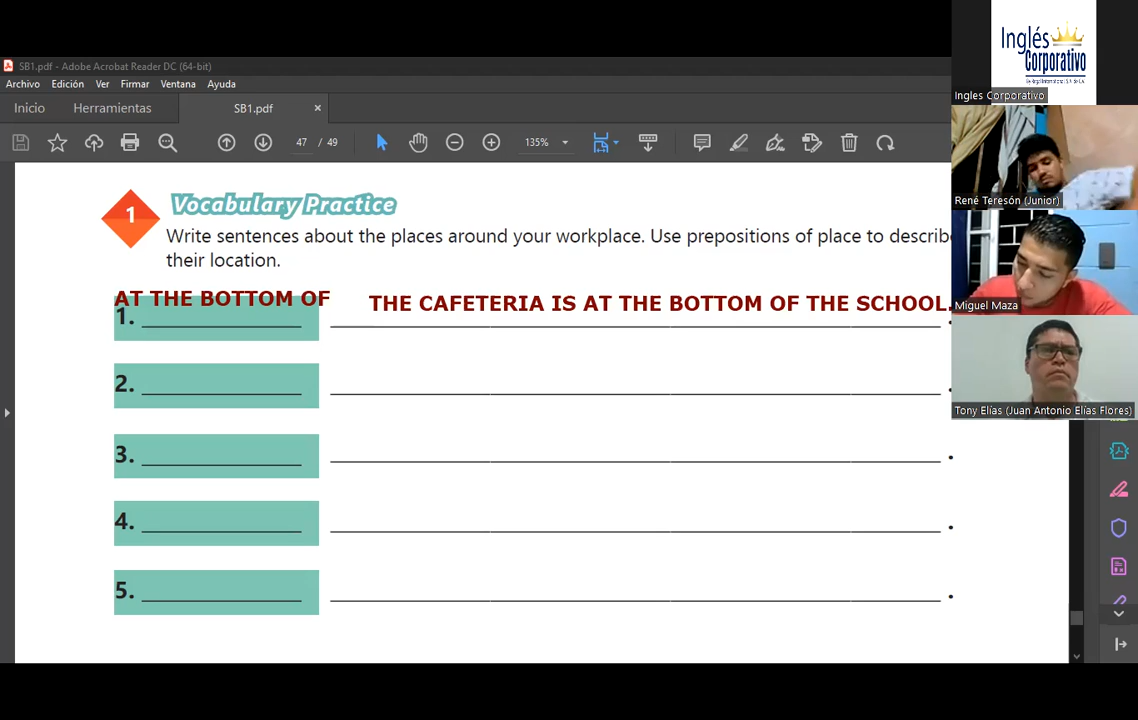 SB1.pdf - Adobe Acrobat Reader DC (64-bit)
Archivo Edición Ver Firmar Ventana Ayuda
Inicio Herramientas SB1.pdf ×
47 / 49 135%
1 Vocabulary Practice
Write sentences about the places around your workplace. Use prepositions of place to describe
their location.
AT THE BOTTOM OF THE CAFETERIA IS AT THE BOTTOM OF THE SCHOOL.
1. .
2. .
3. .
4. .
5. .
Inglés
Corporativo
Ingles Corporativo
René Teresón (Junior)
Miguel Maza
Tony Elías (Juan Antonio Elías Flores)